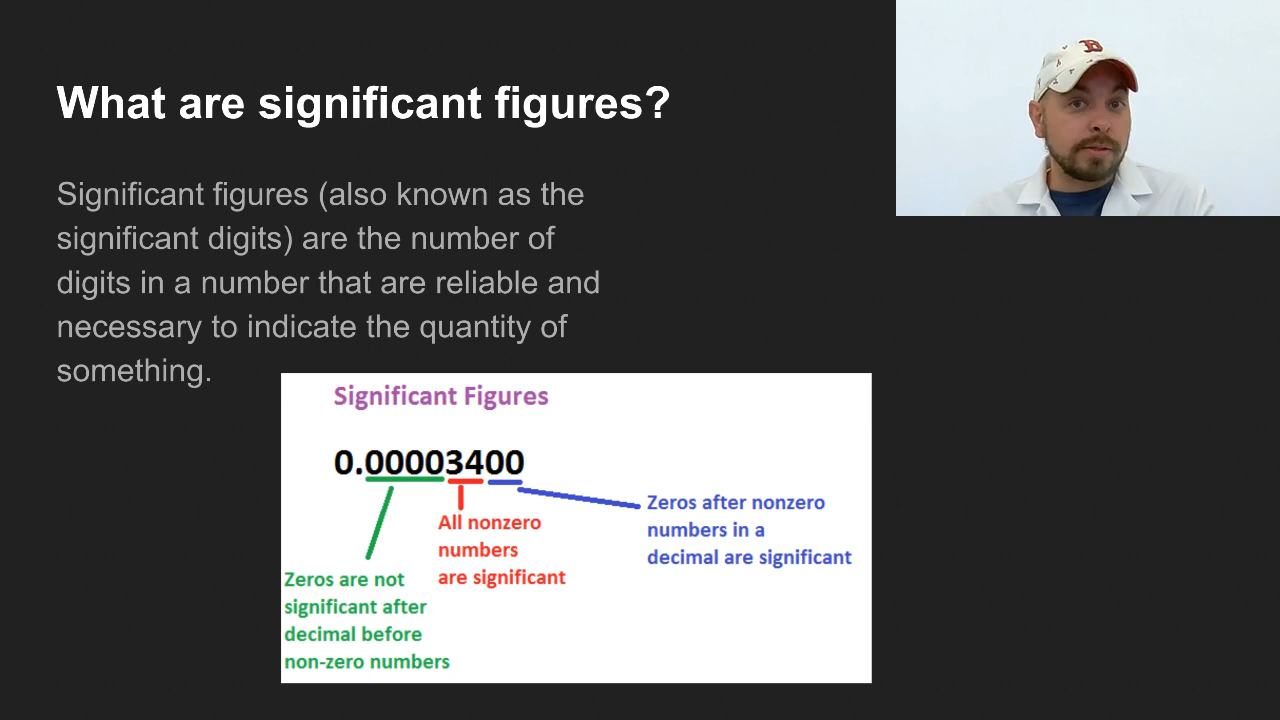 What are significant figures?
Significant figures (also known as the
significant digits) are the number of
digits in a number that are reliable and
necessary to indicate the quantity of
something.
Significant Figures
0.00003400
Zeros after nonzero
numbers in a
decimal are significant
All nonzero
numbers
are significant
Zeros are not
significant after
decimal before
non-zero numbers
B